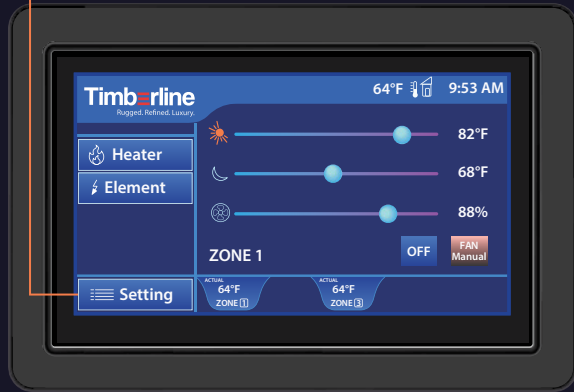 Timberline
Rugged. Refined. Luxury.
64°F
9:53 AM
82°F
Heater
68°F
Element
88%
ZONE 1
OFF
FAN
Manual
Setting
ACTUAL
64°F
ZONE 1
ACTUAL
64°F
ZONE 3